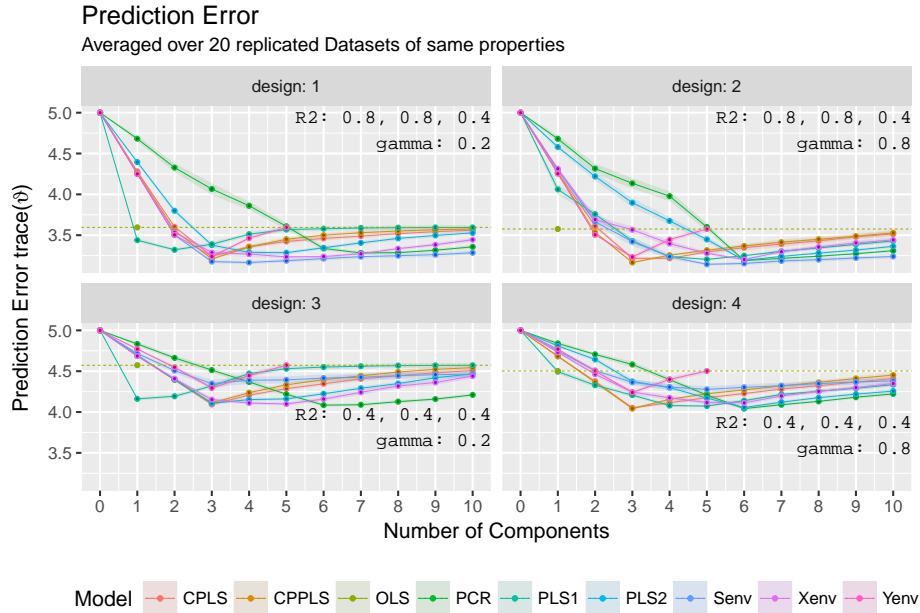 Prediction Error
Averaged over 20 replicated Datasets of same properties
design: 1
design: 2
R2: 0.8, 0.8, 0.4
gamma: 0.2
R2: 0.8, 0.8, 0.4
gamma: 0.8
5.0
4.5
4.0
3.5
design: 3
design: 4
R2: 0.4, 0.4, 0.4
gamma: 0.2
R2: 0.4, 0.4, 0.4
gamma: 0.8
5.0
4.5
4.0
3.5
0 1 2 3 4 5 6 7 8 9 10
0 1 2 3 4 5 6 7 8 9 10
Prediction Error trace(ϑ)
Number of Components
Model CPLS CPPLS OLS PCR PLS1 PLS2 Senv Xenv Yenv